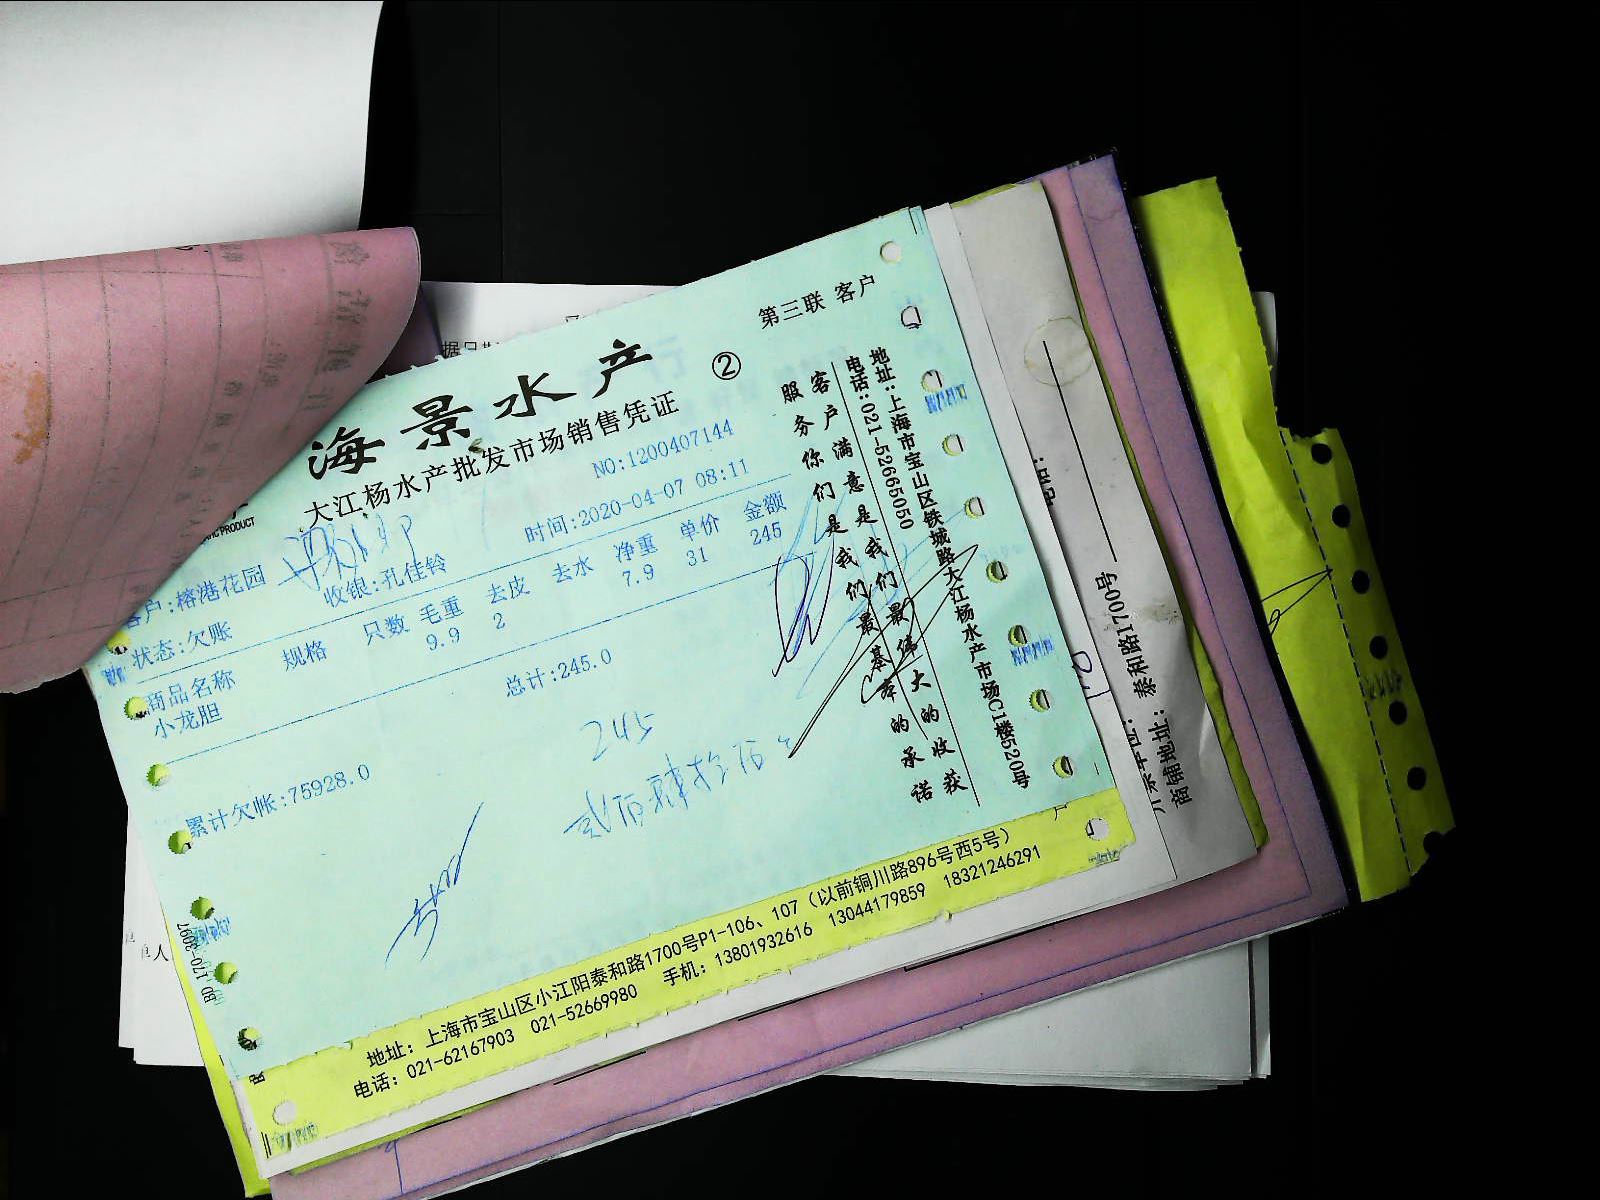 第三联 客户
②
海景水产
大江杨水产批发市场销售凭证
NO:1200407144
时间:2020-04-07 08:11
户:榕港花园
收银:孔佳铃
状态:欠账
商品名称 规格 只数 毛重 去皮 去水 净重 单价 金额
小龙胆 9.9 2 7.9 31 245
总计:245.0
245
贰佰肆拾伍
累计欠帐:75928.0
地址:上海市宝山区铁城路大江杨水产市场C1楼520号
电话:021-52665050
客户满意是我们最伟大的收获
服务你们是我们最基本的承诺
BD 170-3097
PRODUCT
地址: 上海市宝山区小江阳泰和路1700号P1-106、107 (以前铜川路896号西5号)
电话: 021-62167903 021-52669980 手机: 13801932616 13044179859 18321246291
商铺地址: 泰和路1700号